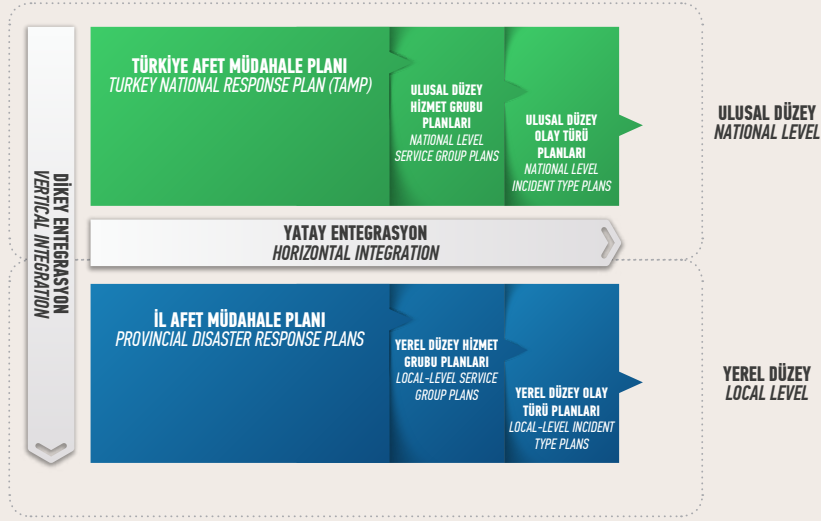 TÜRKİYE AFET MÜDAHALE PLANI
TURKEY NATIONAL RESPONSE PLAN (TAMP)
ULUSAL DÜZEY
HİZMET GRUBU
PLANLARI
NATIONAL LEVEL
SERVICE GROUP PLANS
ULUSAL DÜZEY
OLAY TÜRÜ
PLANLARI
NATIONAL LEVEL
INCIDENT TYPE PLANS
ULUSAL DÜZEY
NATIONAL LEVEL
DİKEY ENTEGRASYON
VERTICAL INTEGRATION
YATAY ENTEGRASYON
HORIZONTAL INTEGRATION
İL AFET MÜDAHALE PLANI
PROVINCIAL DISASTER RESPONSE PLANS
YEREL DÜZEY HİZMET
GRUBU PLANLARI
LOCAL-LEVEL SERVICE
GROUP PLANS
YEREL DÜZEY OLAY
TÜRÜ PLANLARI
LOCAL-LEVEL INCIDENT
TYPE PLANS
YEREL DÜZEY
LOCAL LEVEL